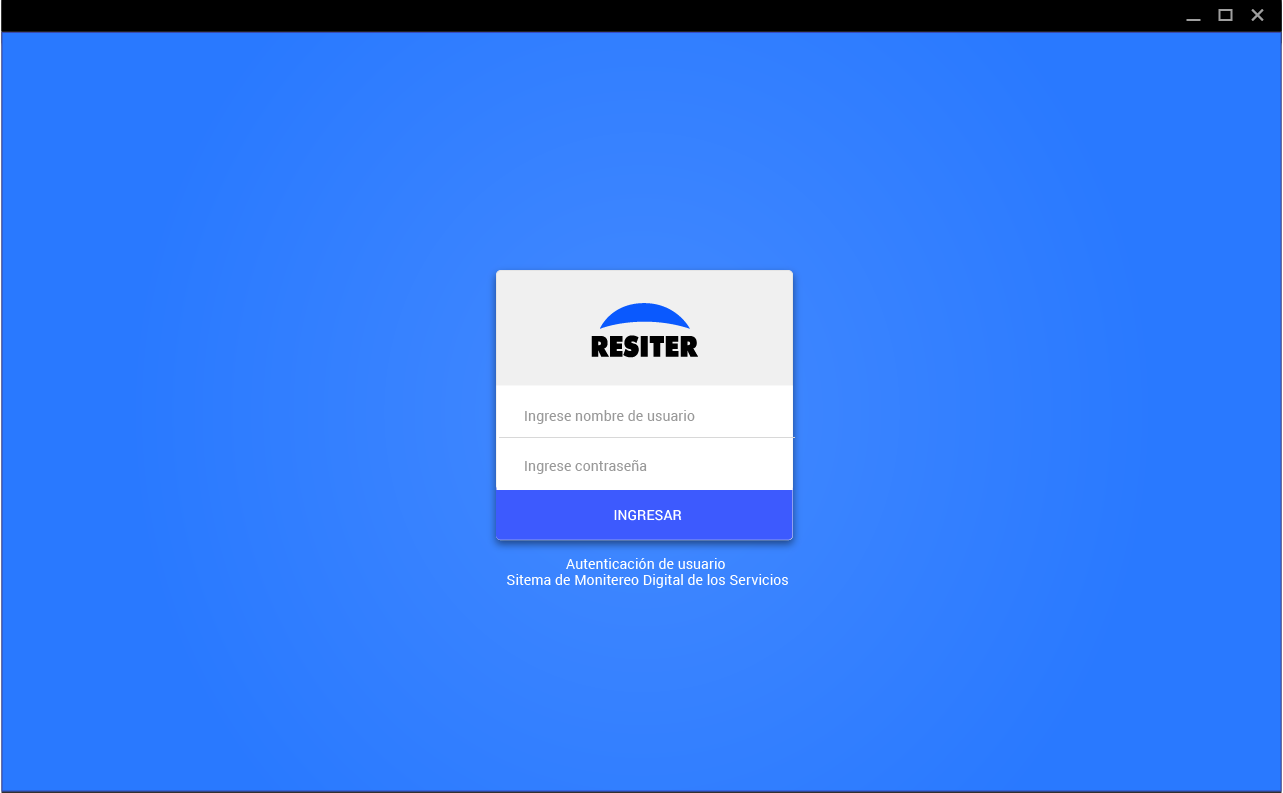 RESITER
Ingrese nombre de usuario
Ingrese contraseña
INGRESAR
Autenticación de usuario
Sitema de Monitereo Digital de los Servicios